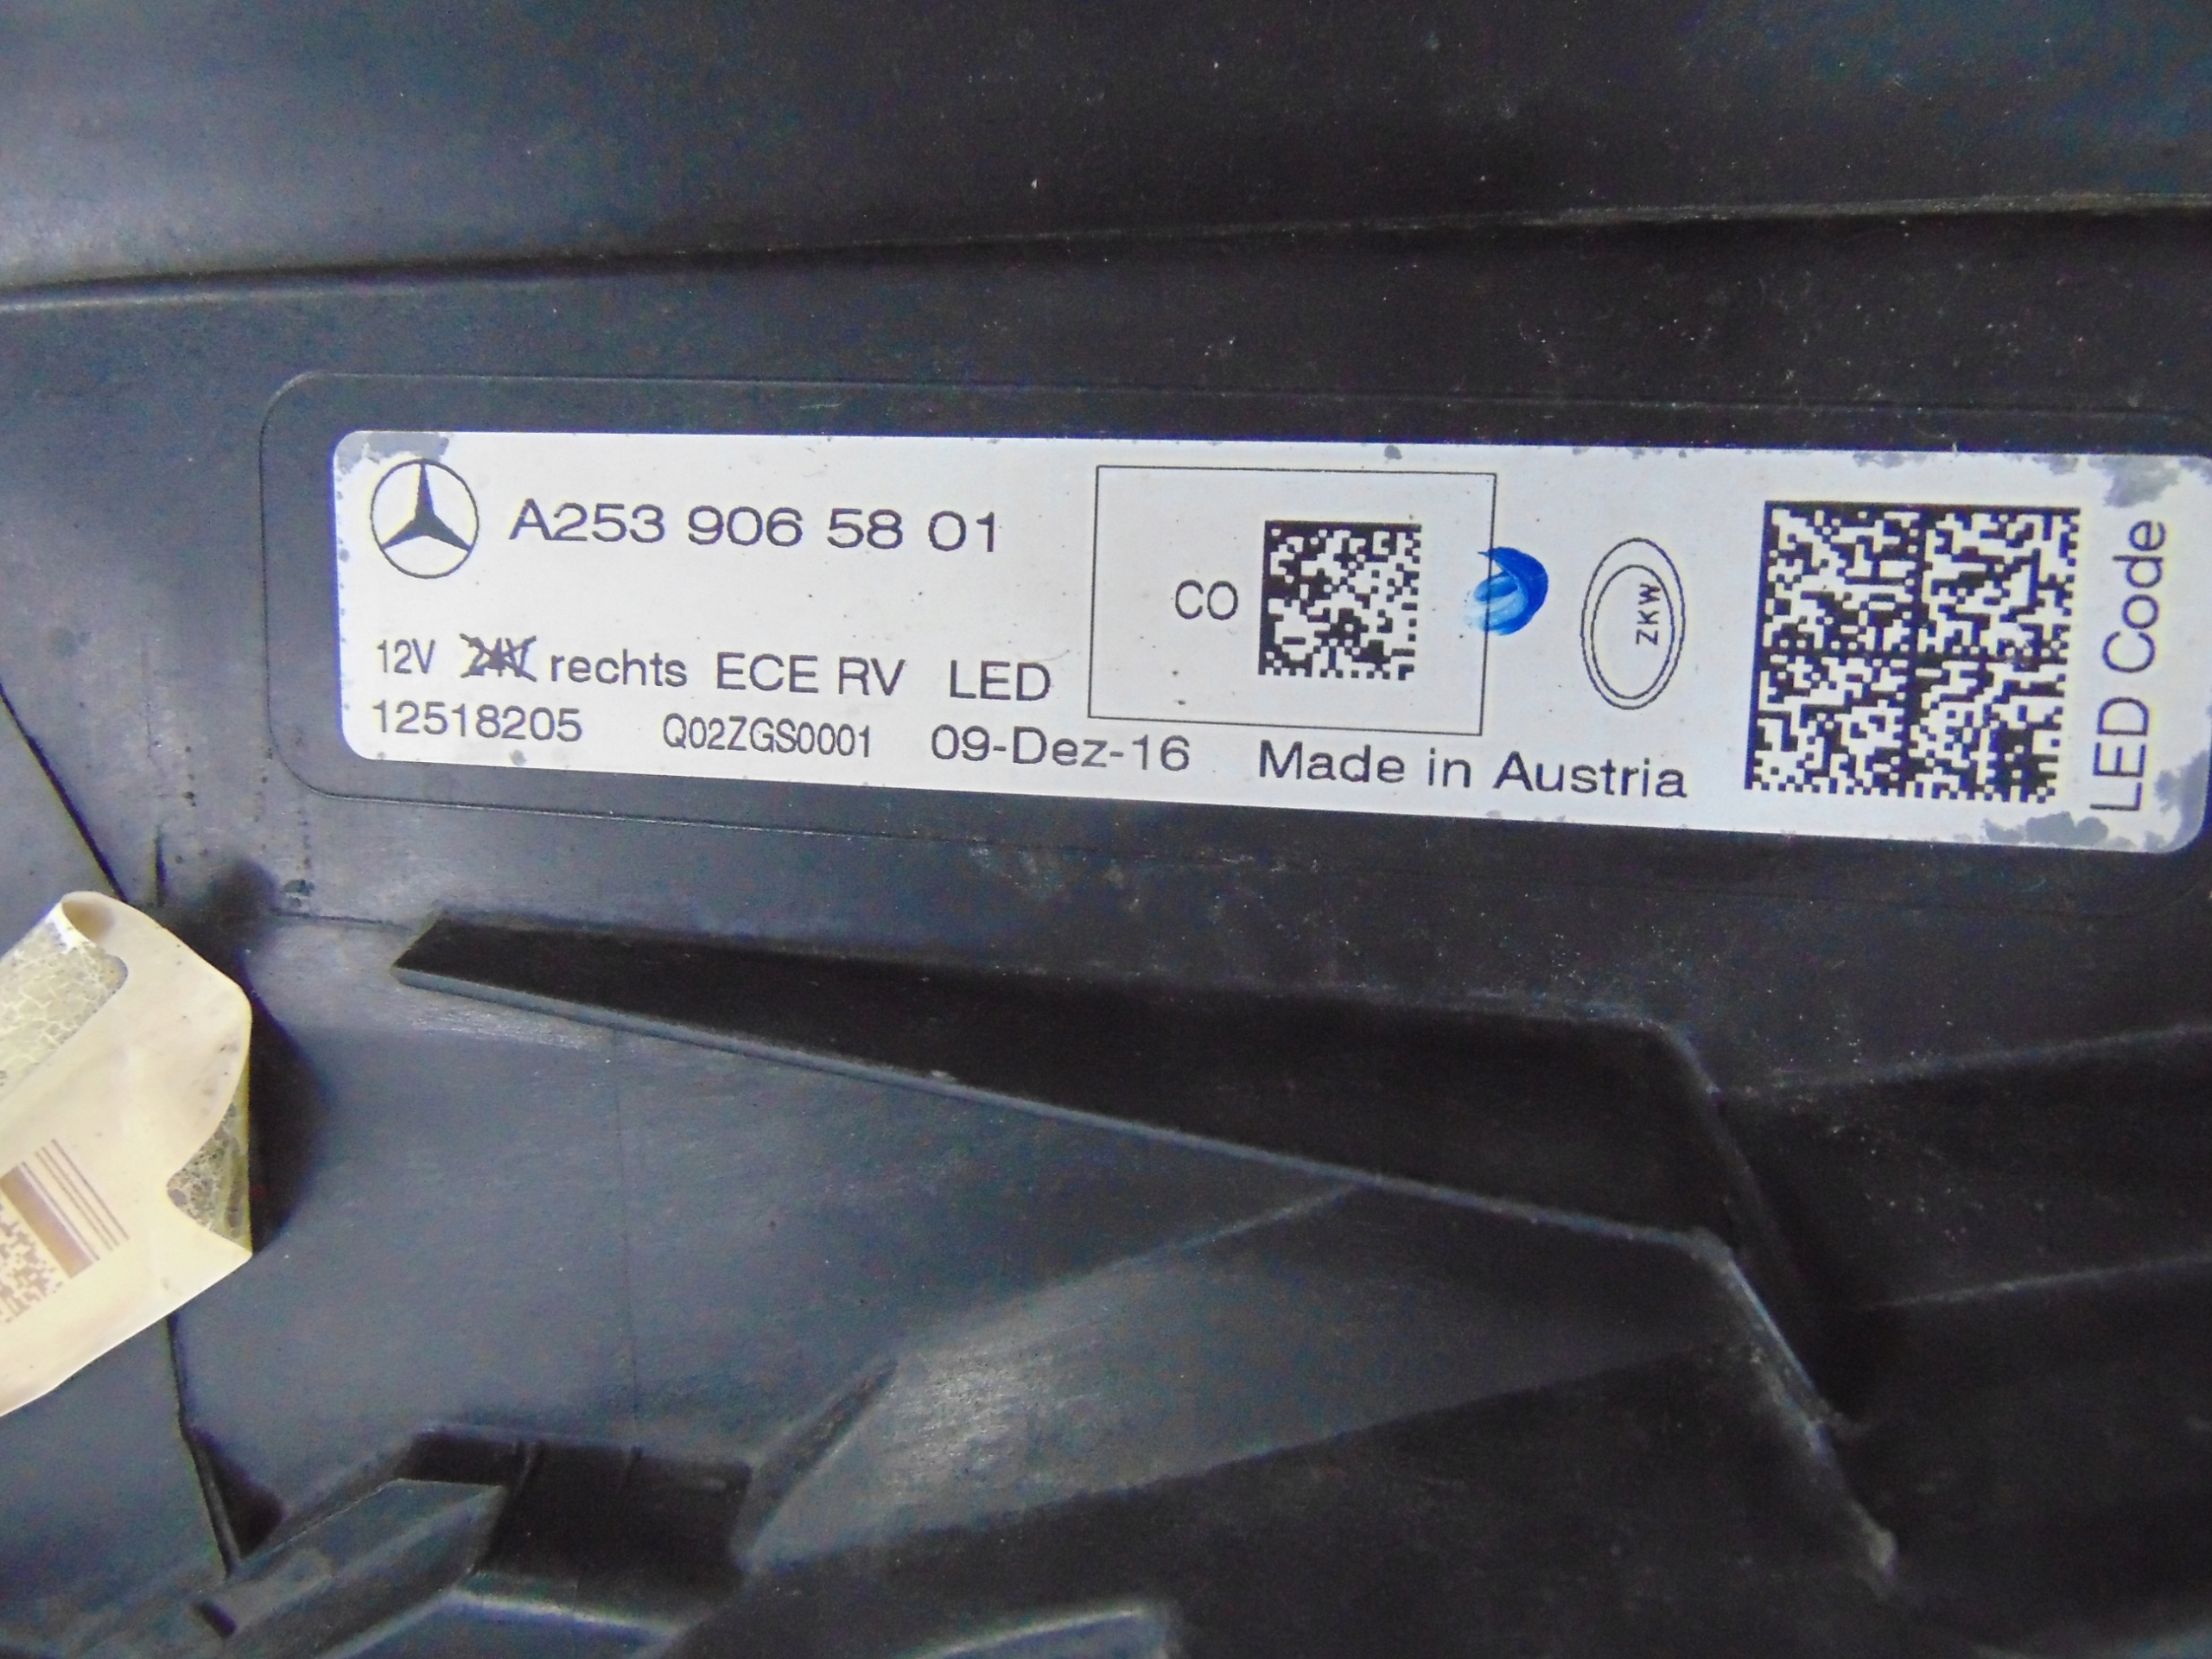 A253 906 58 01
CO
ZKW
12V 24V rechts ECE RV LED
12518205 Q02ZGS0001 09-Dez-16 Made in Austria
LED Code